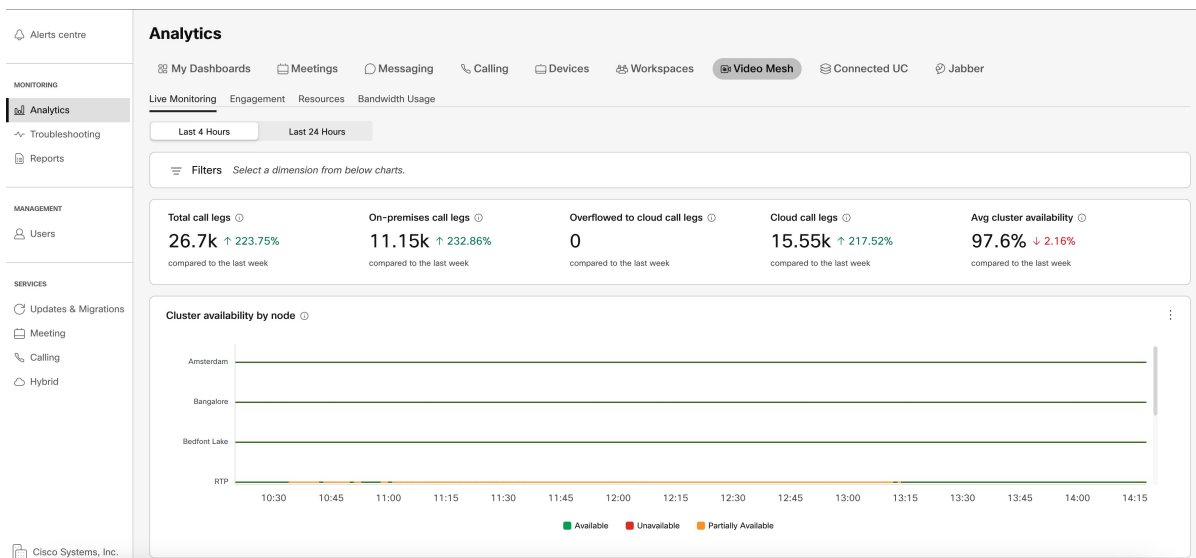 Alerts centre
MONITORING
Analytics
Troubleshooting
Reports
MANAGEMENT
Users
SERVICES
Updates & Migrations
Meeting
Calling
Hybrid
Cisco Systems, Inc.
Analytics
My Dashboards Meetings Messaging Calling Devices Workspaces Video Mesh Connected UC Jabber
Live Monitoring Engagement Resources Bandwidth Usage
Last 4 Hours Last 24 Hours
Filters Select a dimension from below charts.
Total call legs On-premises call legs Overflowed to cloud call legs Cloud call legs Avg cluster availability
26.7k ↑ 223.75% 11.15k ↑ 232.86% 0 15.55k ↑ 217.52% 97.6% ↓ 2.16%
compared to the last week compared to the last week compared to the last week compared to the last week compared to the last week
Cluster availability by node
Amsterdam
Bangalore
Bedfont Lake
RTP
10:30 10:45 11:00 11:15 11:30 11:45 12:00 12:15 12:30 12:45 13:00 13:15 13:30 13:45 14:00 14:15
Available Unavailable Partially Available